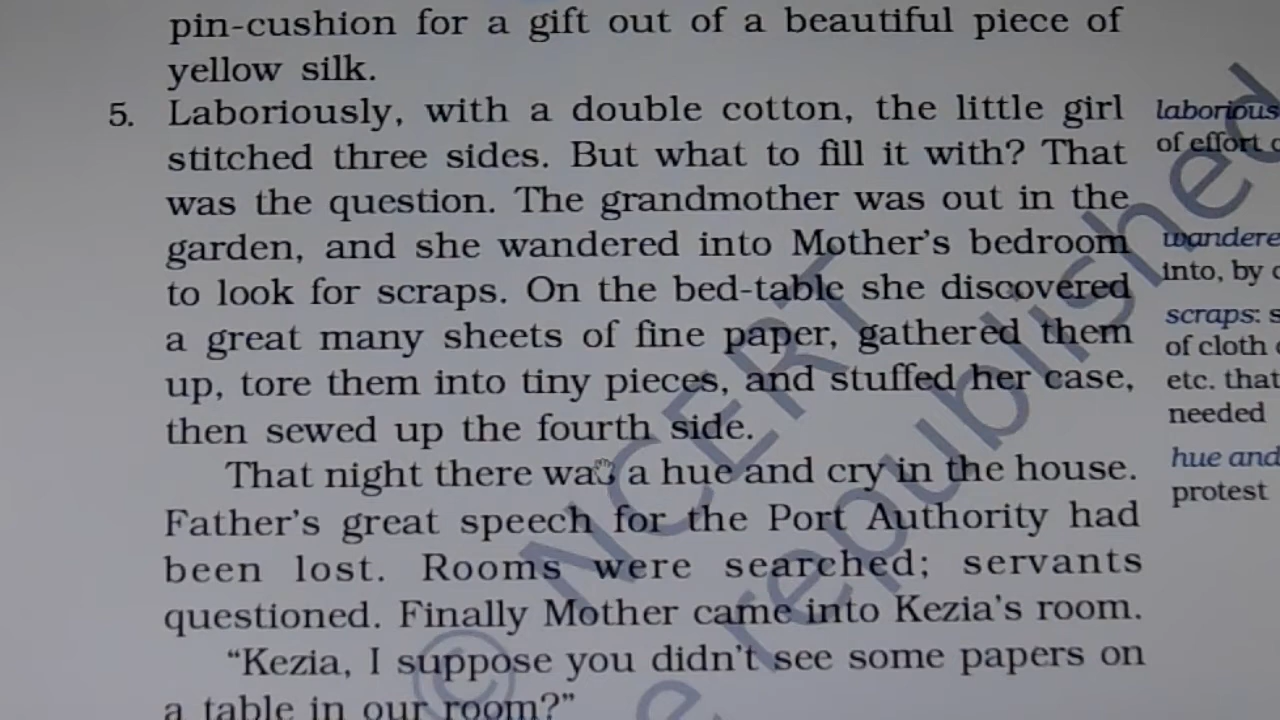 pin-cushion for a gift out of a beautiful piece of
yellow silk.
5. Laboriously, with a double cotton, the little girl
stitched three sides. But what to fill it with? That
was the question. The grandmother was out in the
garden, and she wandered into Mother's bedroom
to look for scraps. On the bed-table she discovered
a great many sheets of fine paper, gathered them
up, tore them into tiny pieces, and stuffed her case,
then sewed up the fourth side.
That night there was a hue and cry in the house.
Father's great speech for the Port Authority had
been lost. Rooms were searched; servants
questioned. Finally Mother came into Kezia's room.
"Kezia, I suppose you didn't see some papers on
a table in our room?"
laborious
of effort
wandere
into, by
scraps:
of cloth
etc. that
needed
hue and
protest
© NCERT
republished